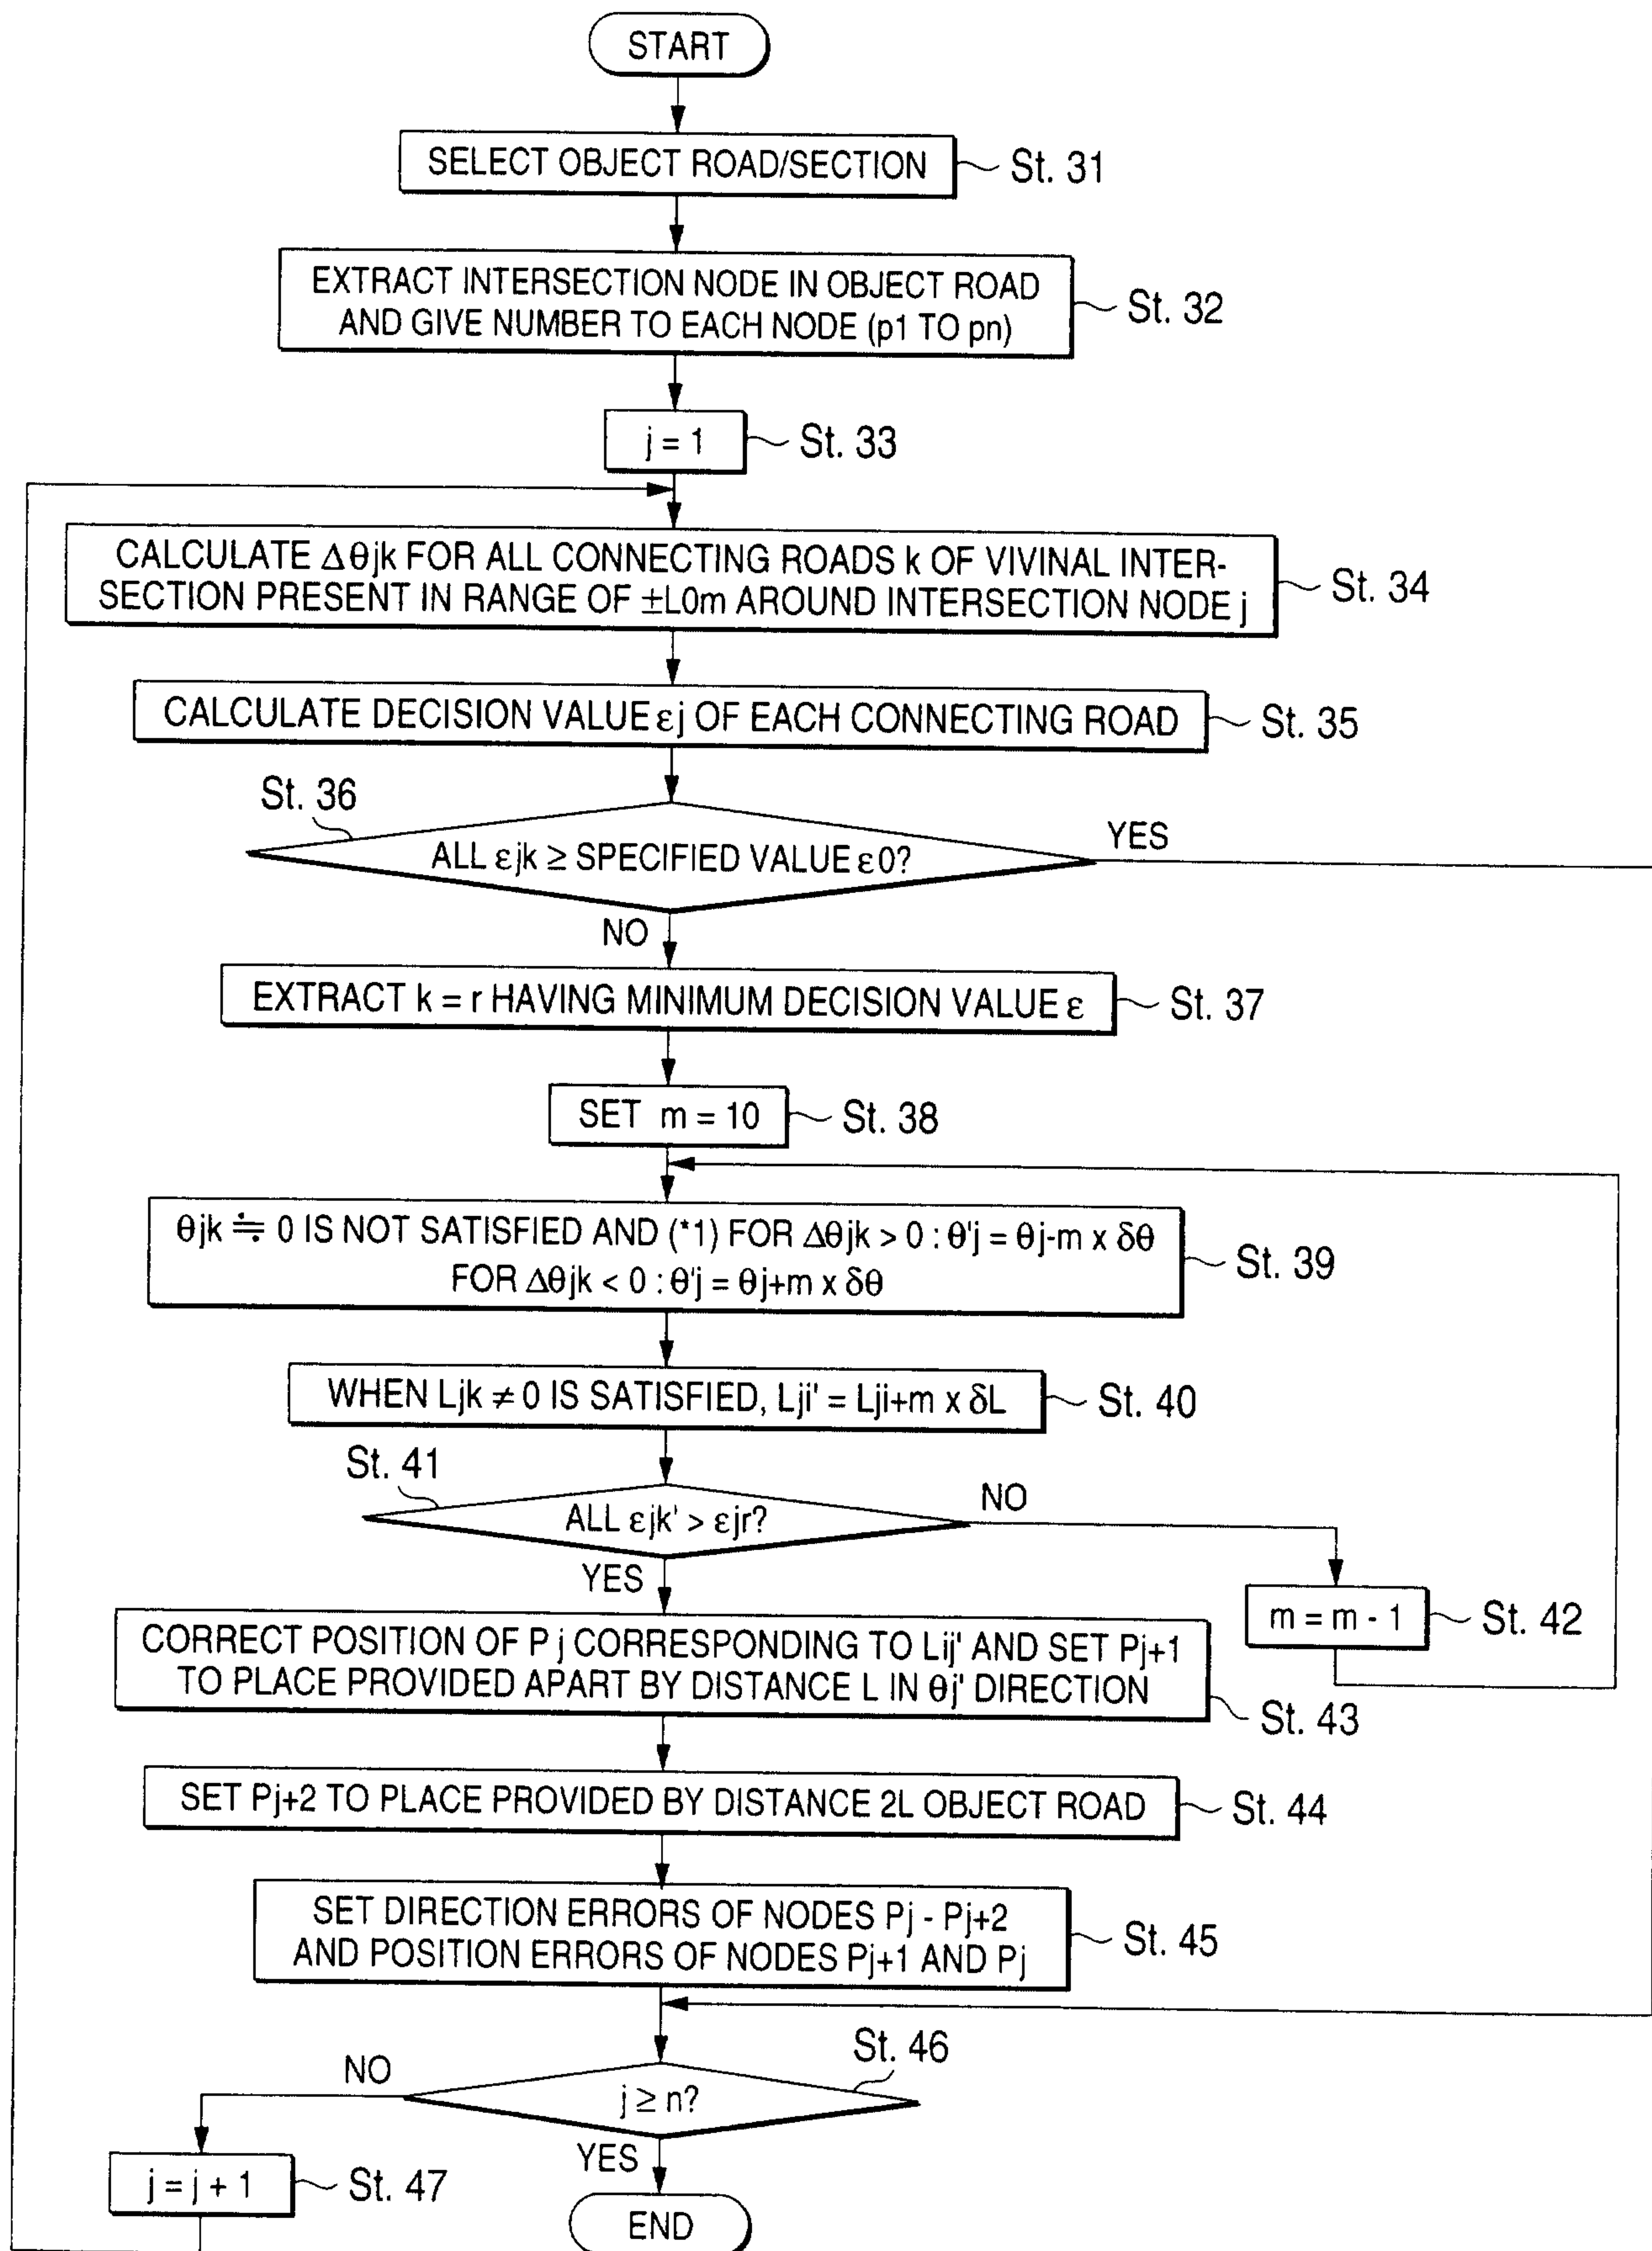 START
SELECT OBJECT ROAD/SECTION
St. 31
EXTRACT INTERSECTION NODE IN OBJECT ROAD
AND GIVE NUMBER TO EACH NODE (p1 TO pn)
St. 32
j = 1
St. 33
CALCULATE Δθjk FOR ALL CONNECTING ROADS k OF VIVINAL INTER-
SECTION PRESENT IN RANGE OF ±L0m AROUND INTERSECTION NODE j
St. 34
CALCULATE DECISION VALUE εj OF EACH CONNECTING ROAD
St. 35
St. 36
ALL εjk ≥ SPECIFIED VALUE ε0?
YES
NO
EXTRACT k = r HAVING MINIMUM DECISION VALUE ε
St. 37
SET m = 10
St. 38
θjk ≒ 0 IS NOT SATISFIED AND (*1) FOR Δθjk > 0 : θ'j = θj-m x δθ
FOR Δθjk < 0 : θ'j = θj+m x δθ
St. 39
WHEN Ljk ≠ 0 IS SATISFIED, Lji' = Lji+m x δL
St. 40
St. 41
ALL εjk' > εjr?
NO
YES
m = m - 1
St. 42
CORRECT POSITION OF P j CORRESPONDING TO Lij' AND SET Pj+1
TO PLACE PROVIDED APART BY DISTANCE L IN θj' DIRECTION
St. 43
SET Pj+2 TO PLACE PROVIDED BY DISTANCE 2L OBJECT ROAD
St. 44
SET DIRECTION ERRORS OF NODES Pj - Pj+2
AND POSITION ERRORS OF NODES Pj+1 AND Pj
St. 45
St. 46
j ≥ n?
NO
YES
j = j + 1
St. 47
END